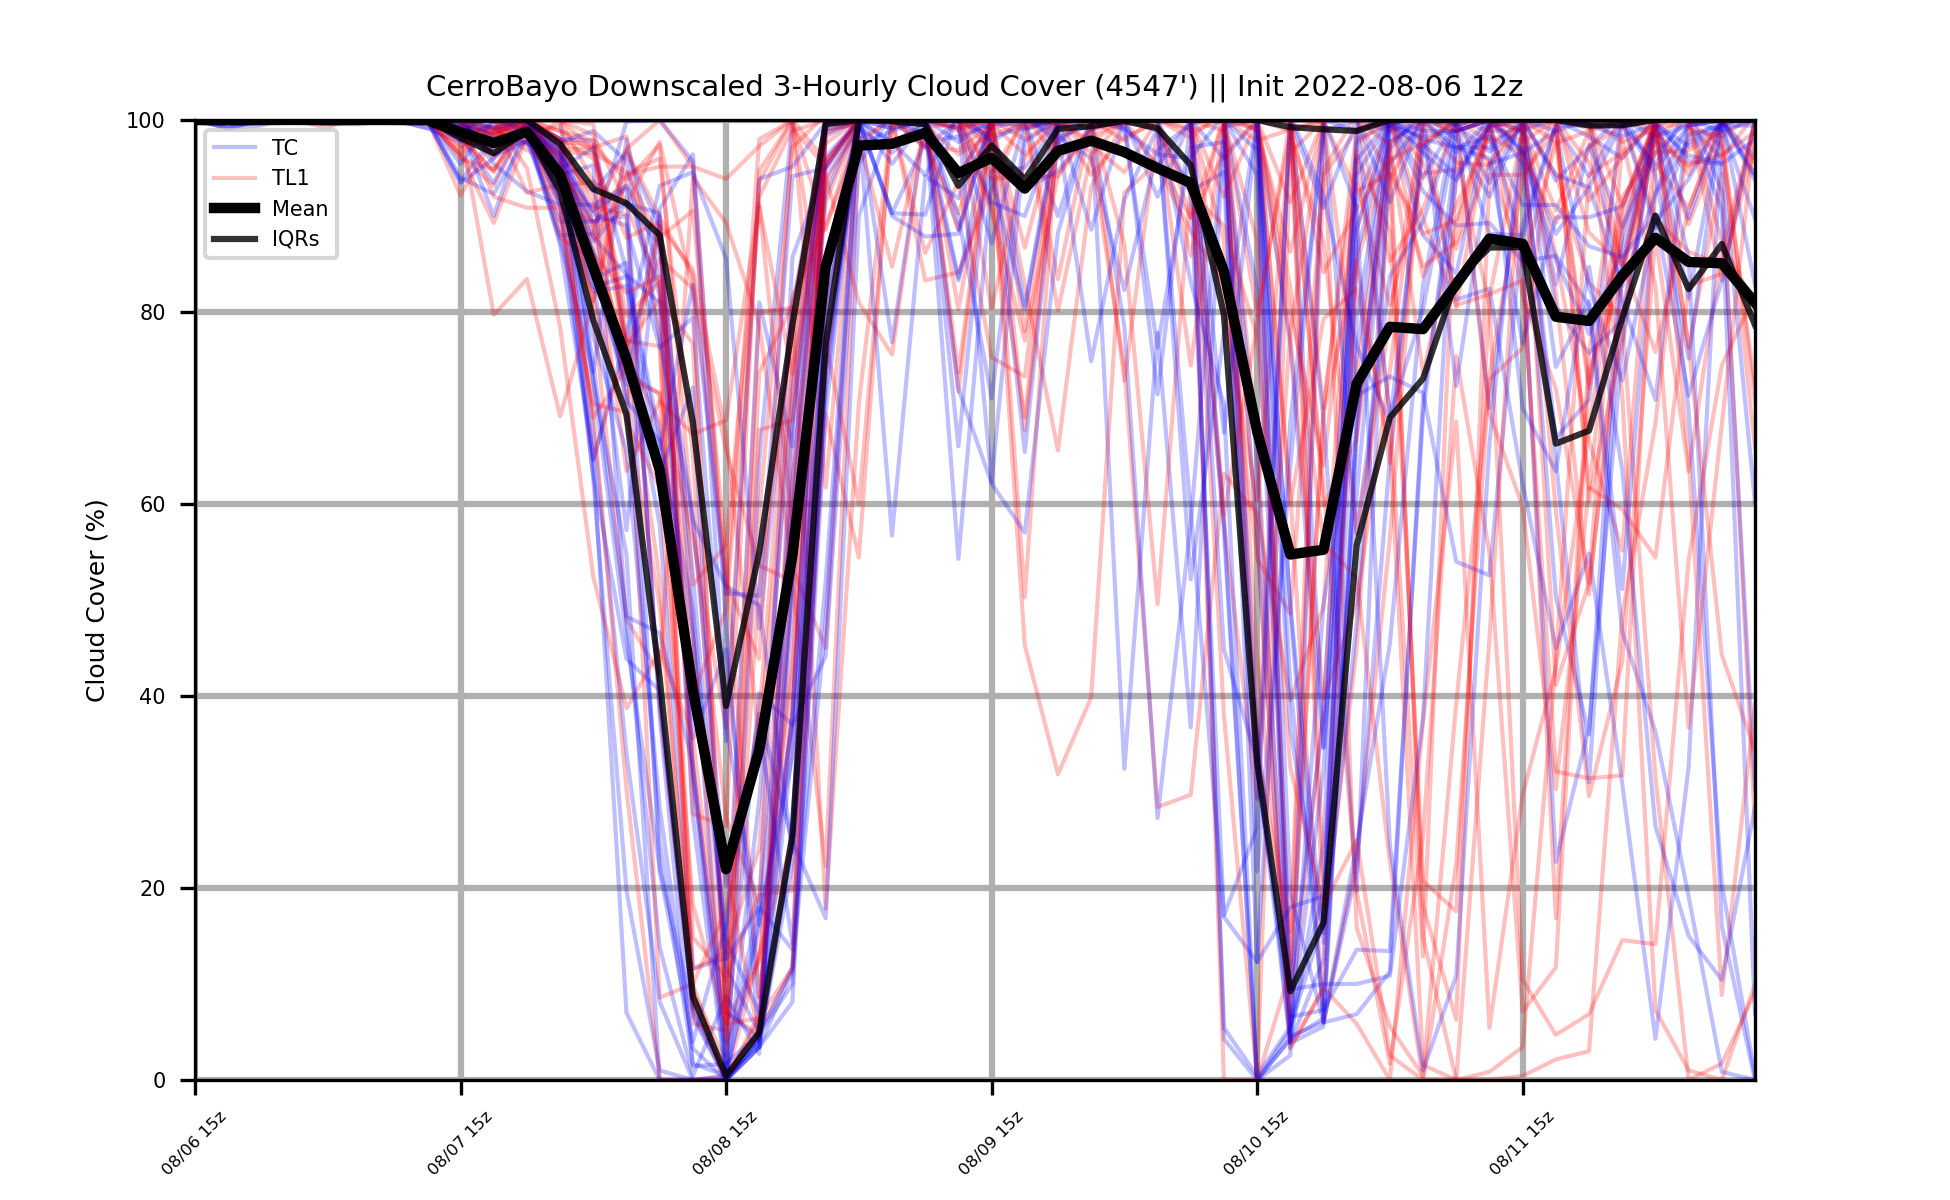 CerroBayo Downscaled 3-Hourly Cloud Cover (4547') || Init 2022-08-06 12z
100
80
60
40
20
0
Cloud Cover (%)
TC
TL1
Mean
IQRs
08/06 15z
08/07 15z
08/08 15z
08/09 15z
08/10 15z
08/11 15z